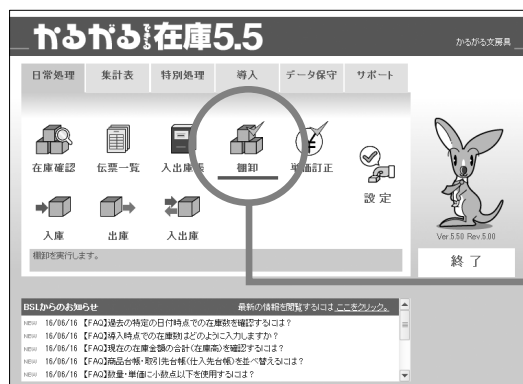 かるがるできる在庫5.5
かるがる文房具
日常処理 集計表 特別処理 導入 データ保守 サポート
在庫確認 伝票一覧 入出庫 棚卸 単価訂正 設定
入庫 出庫 入出庫
Ver 5.50 Rev.5.00
棚卸を実行します。
終了
BSLからのお知らせ 最新の情報を閲覧するには、ここをクリック。
NEW 16/06/16 【FAQ】過去の特定の日付時点での在庫数を確認するには？
NEW 16/06/16 【FAQ】導入時点での在庫数はどのように入力しますか？
NEW 16/06/16 【FAQ】現在の在庫金額の合計(在庫高)を確認するには？
NEW 16/06/16 【FAQ】商品台帳・取引先台帳(仕入先台帳)を並べ替えるには？
NEW 16/06/16 【FAQ】数量・単価に小数点以下を使用するには？